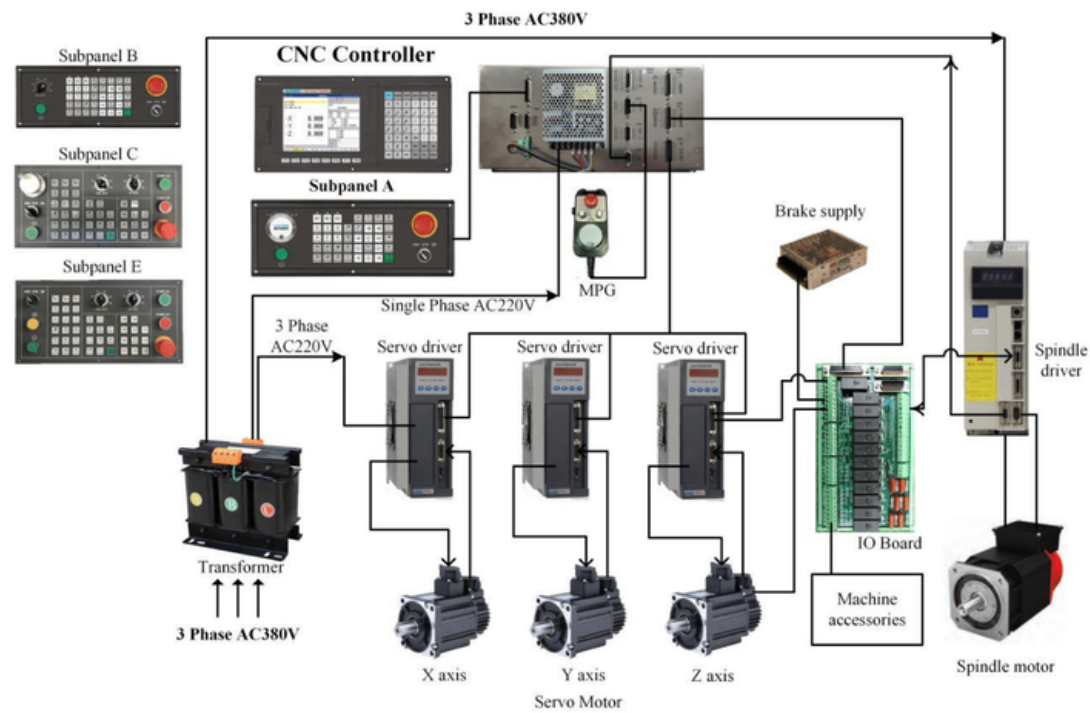 3 Phase AC380V
Subpanel B
CNC Controller
Subpanel C
Subpanel A
Brake supply
Subpanel E
MPG
Single Phase AC220V
3 Phase
AC220V
Servo driver
Servo driver
Servo driver
Spindle
driver
IO Board
Transformer
3 Phase AC380V
Machine
accessories
X axis
Y axis
Z axis
Spindle motor
Servo Motor